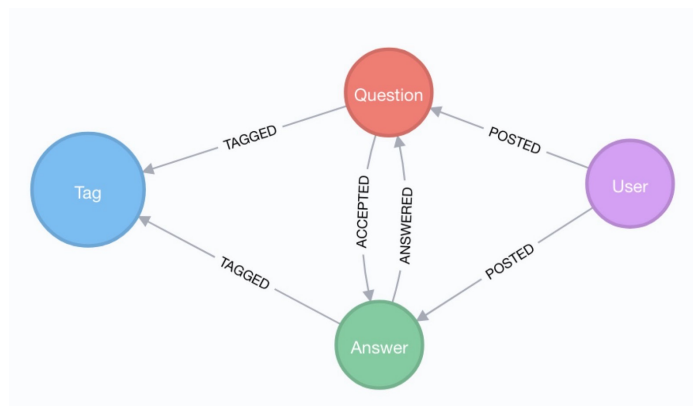 Question
TAGGED
POSTED
Tag
ACCEPTED
ANSWERED
User
TAGGED
POSTED
Answer